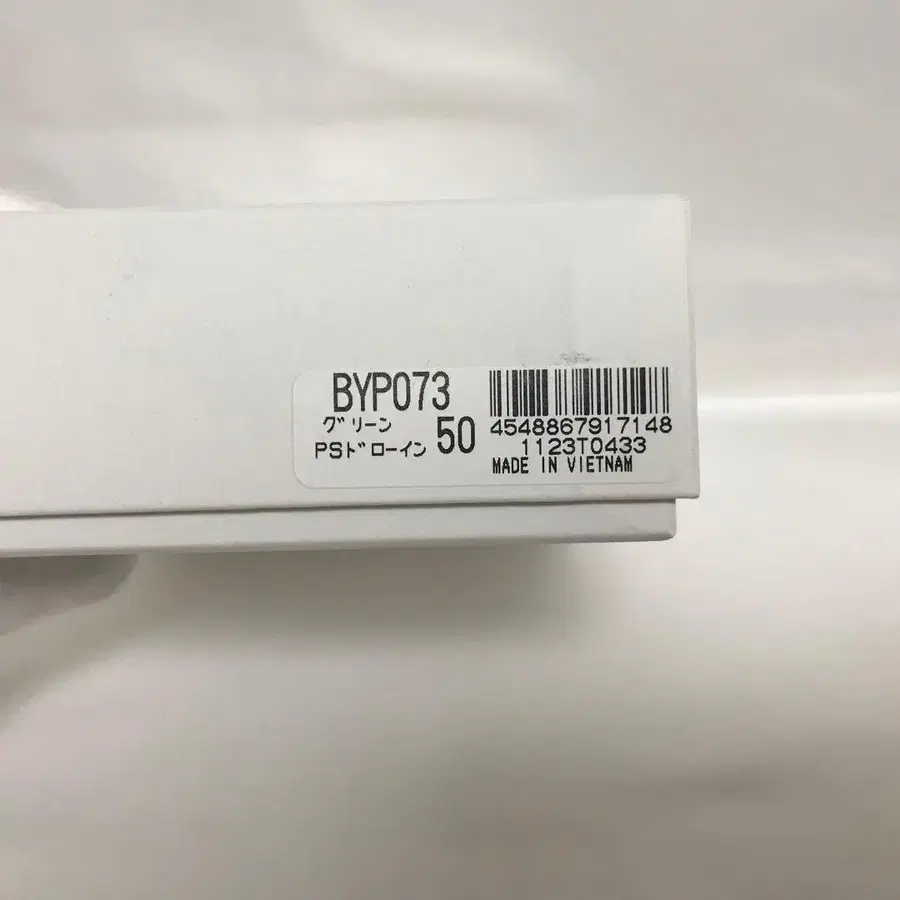 BYP073
グリーン
PSドローイン 50
4548867917148
1123T0433
MADE IN VIETNAM